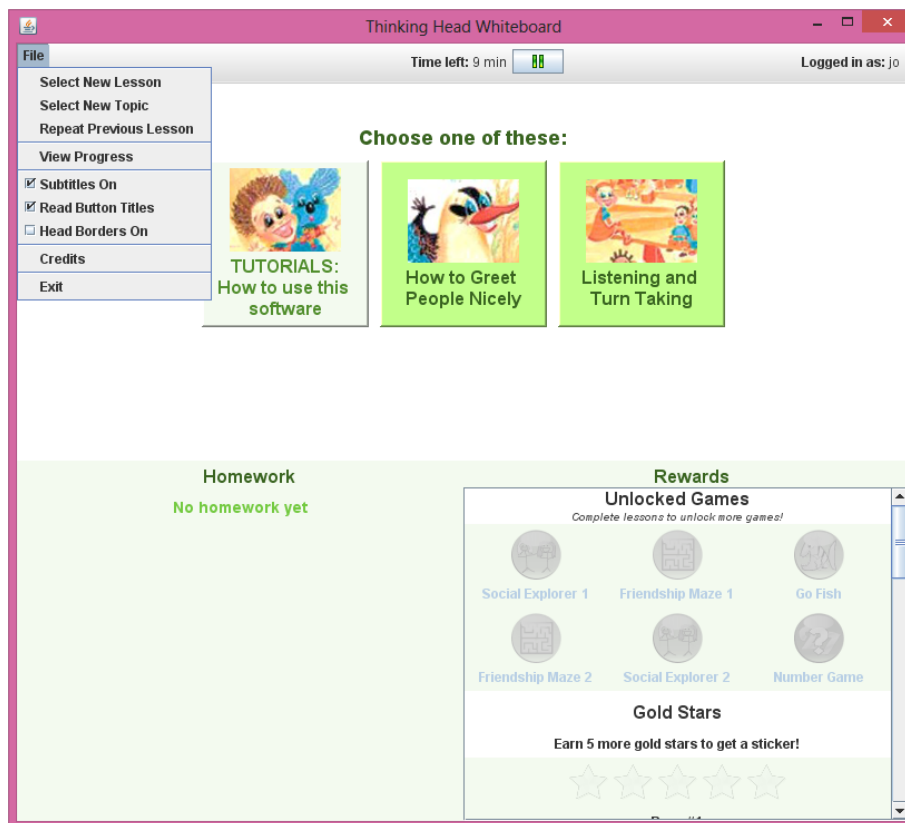 Thinking Head Whiteboard
File
Time left: 9 min
Logged in as: jo
Select New Lesson
Select New Topic
Repeat Previous Lesson
View Progress
Subtitles On
Read Button Titles
Head Borders On
Credits
Exit
Choose one of these:
TUTORIALS:
How to use this
software
How to Greet
People Nicely
Listening and
Turn Taking
Homework
No homework yet
Rewards
Unlocked Games
Complete lessons to unlock more games!
Social Explorer 1
Friendship Maze 1
Go Fish
Friendship Maze 2
Social Explorer 2
Number Game
Gold Stars
Earn 5 more gold stars to get a sticker!